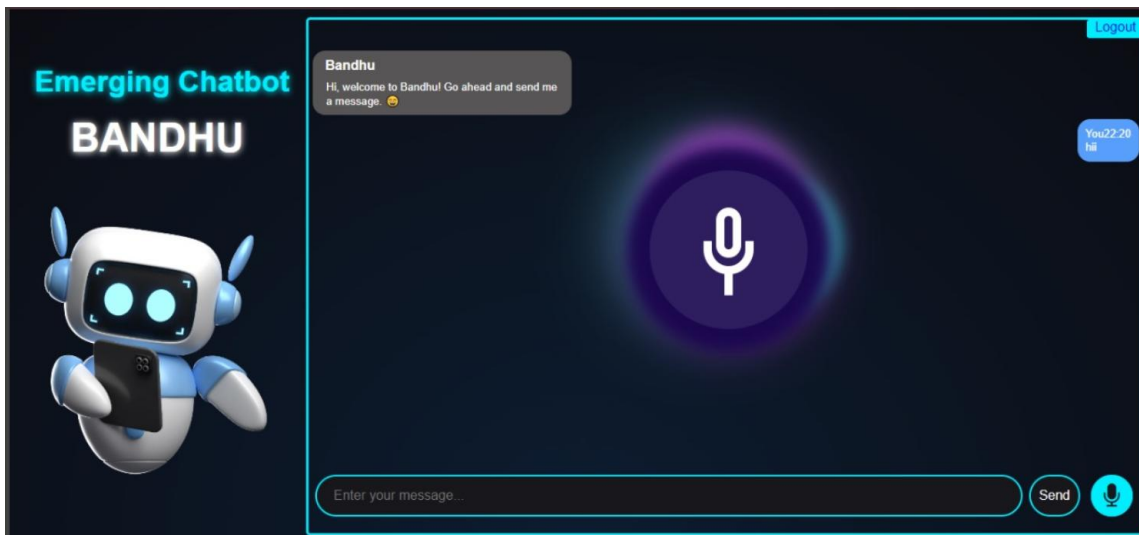 Logout
Emerging Chatbot
BANDHU
Bandhu
Hi, welcome to Bandhu! Go ahead and send me
a message. 😄
You22:20
hii
Enter your message...
Send